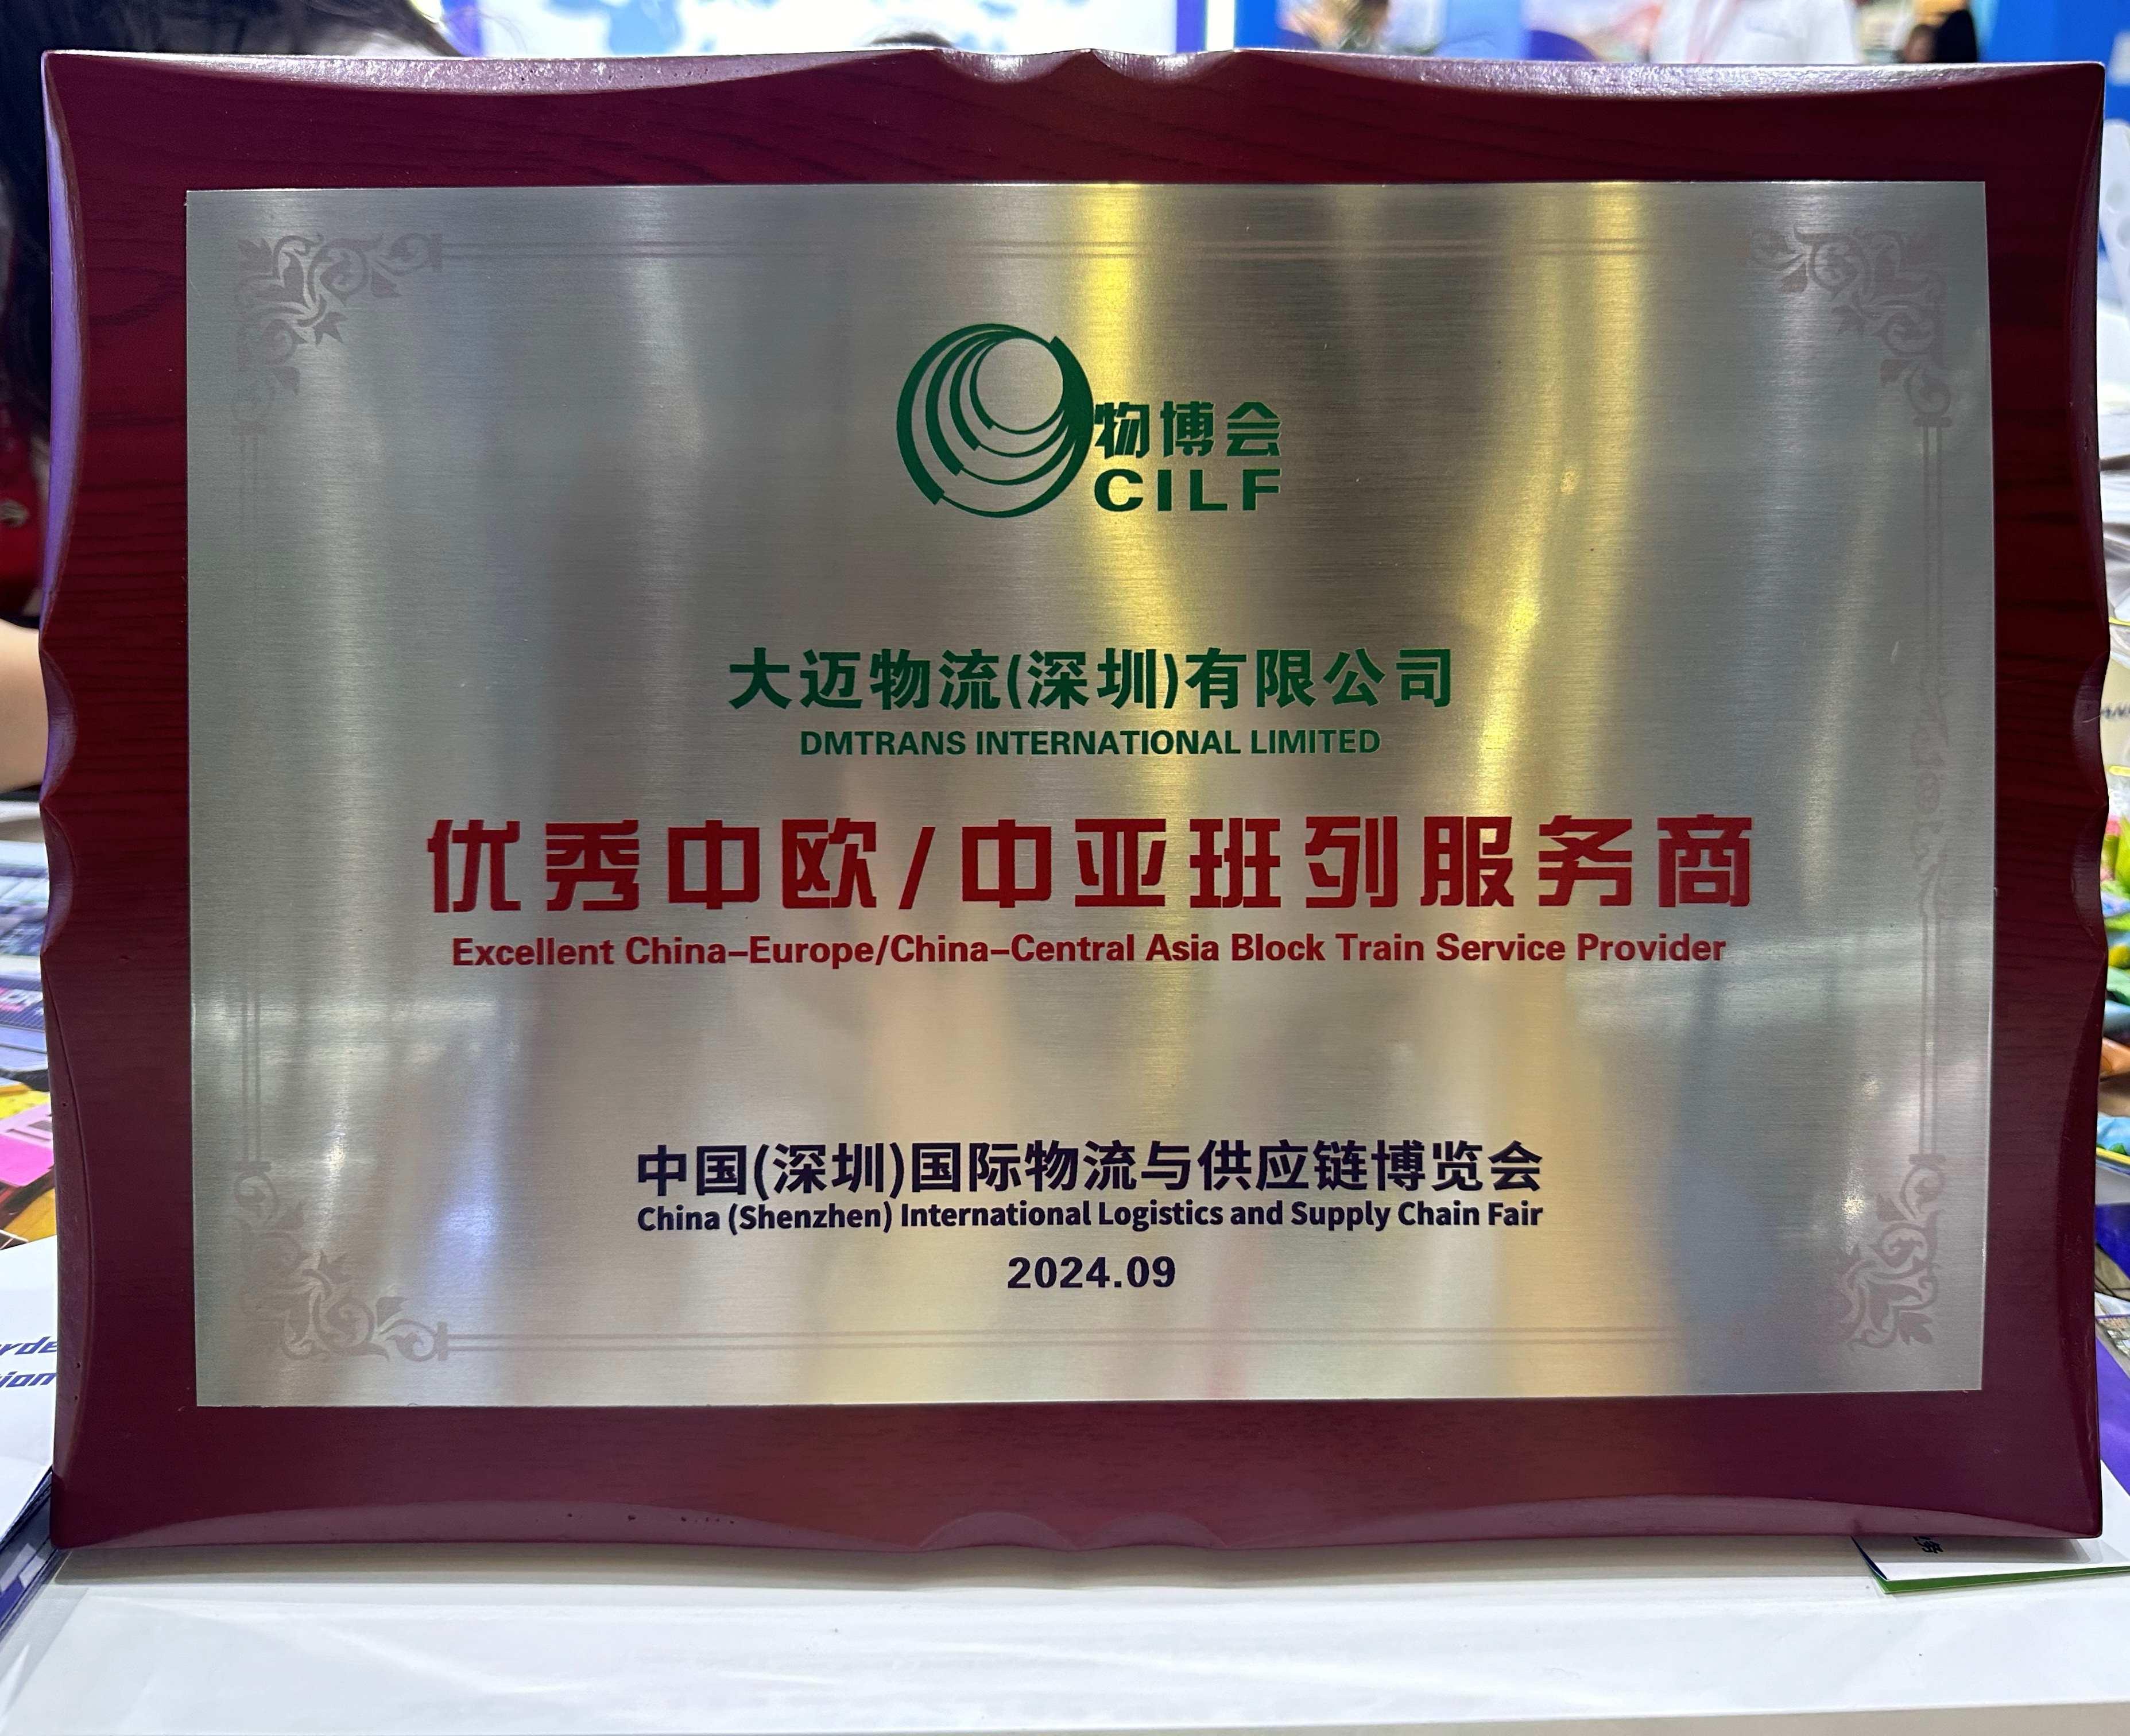 物博会
CILF
大迈物流(深圳)有限公司
DMTRANS INTERNATIONAL LIMITED
优秀中欧/中亚班列服务商
Excellent China–Europe/China–Central Asia Block Train Service Provider
中国(深圳)国际物流与供应链博览会
China (Shenzhen) International Logistics and Supply Chain Fair
2024.09